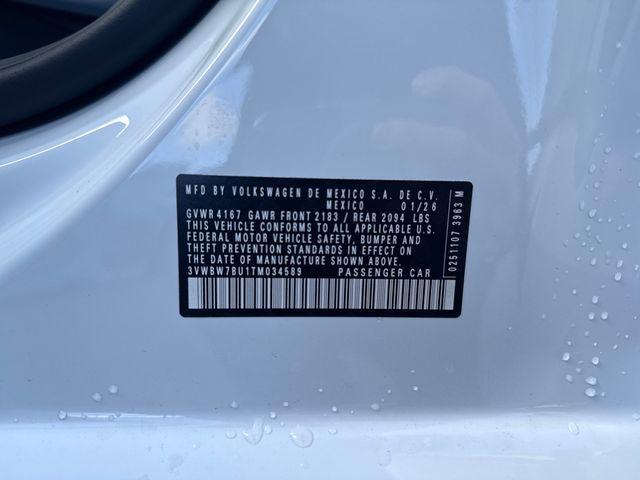 MFD BY VOLKSWAGEN DE MEXICO S.A. DE C.V.
MEXICO 01/26
GVWR 4167 GAWR FRONT 2183 / REAR 2094 LBS
THIS VEHICLE CONFORMS TO ALL APPLICABLE U.S.
FEDERAL MOTOR VEHICLE SAFETY, BUMPER AND
THEFT PREVENTION STANDARDS IN EFFECT ON
THE DATE OF MANUFACTURE SHOWN ABOVE.
3VWBW7BU1TM034589 PASSENGER CAR
0251107 3963 M